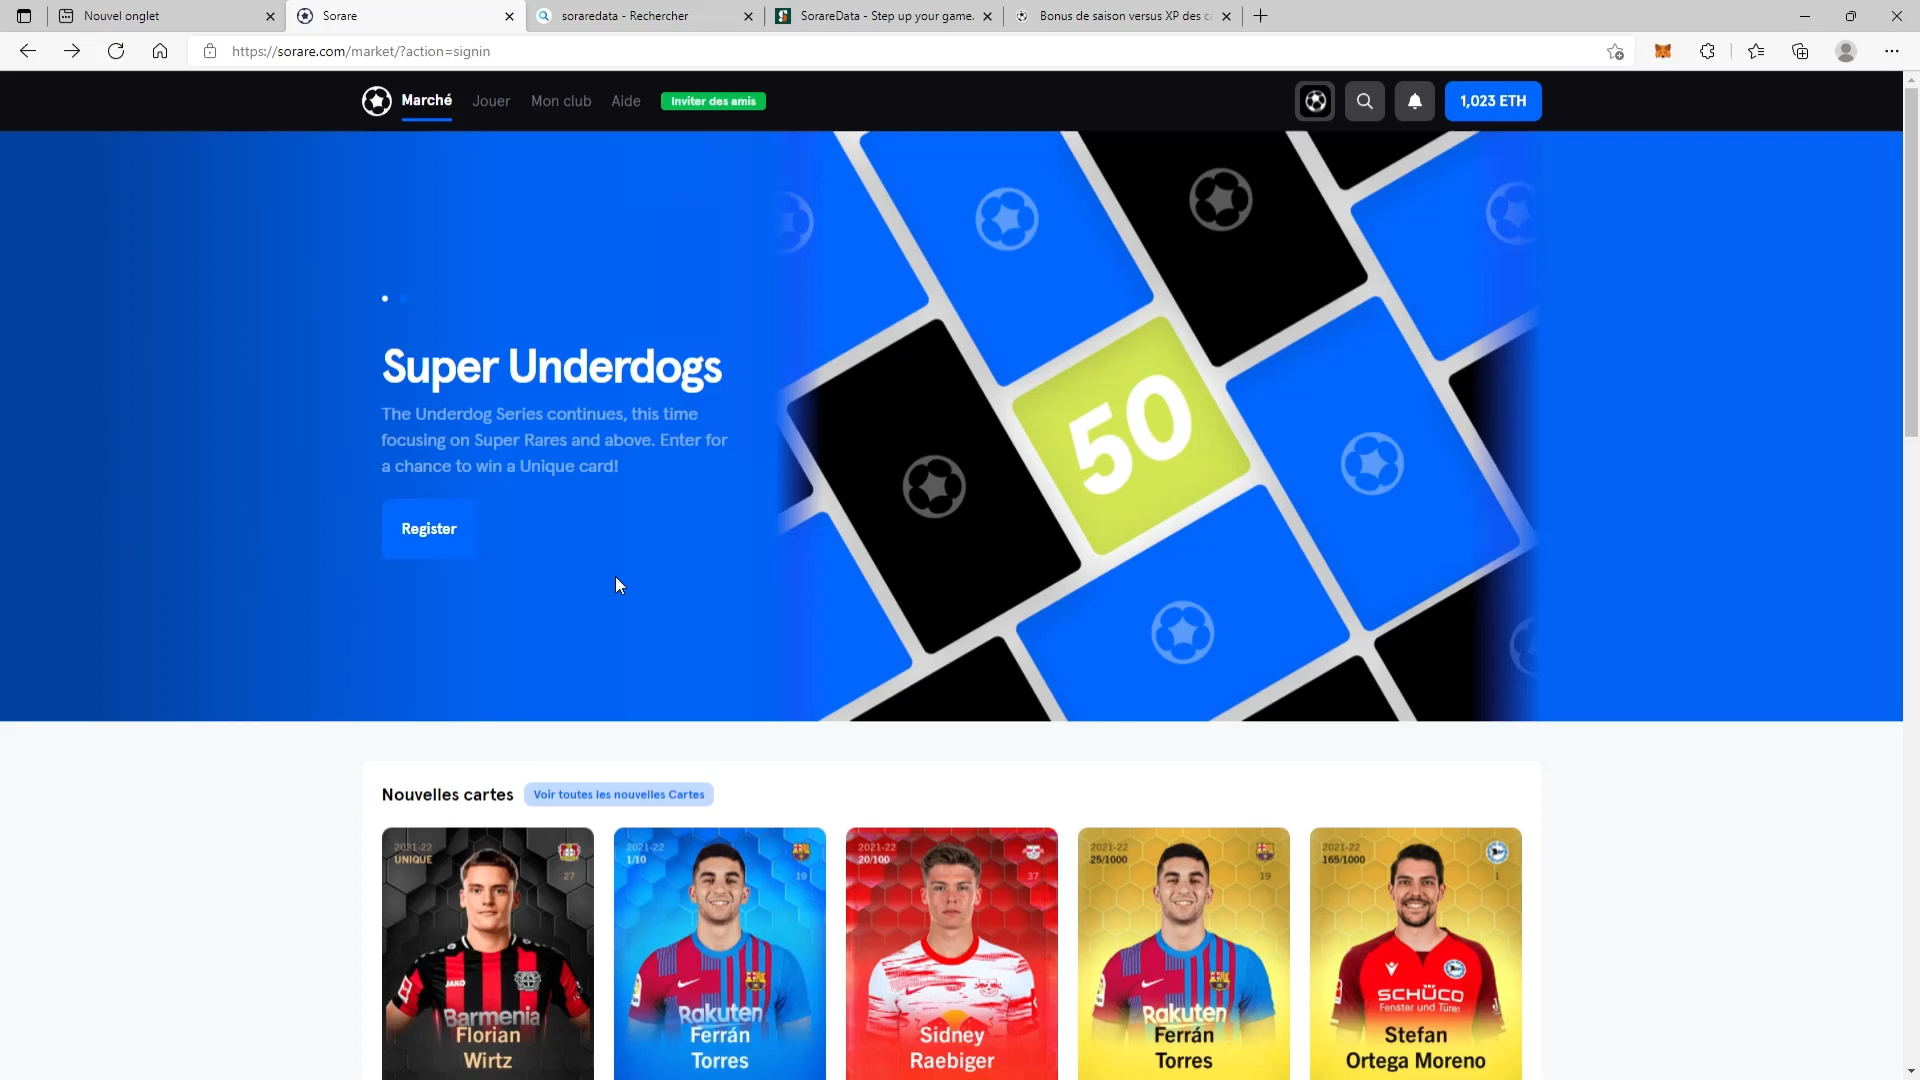 Nouvel onglet
Sorare
soraredata - Rechercher
SorareData - Step up your game.
Bonus de saison versus XP des c
https://sorare.com/market/?action=signin
Marché
Jouer
Mon club
Aide
Inviter des amis
1,023 ETH
Super Underdogs
The Underdog Series continues, this time
focusing on Super Rares and above. Enter for
a chance to win a Unique card!
Register
50
Nouvelles cartes
Voir toutes les nouvelles Cartes
2021-22
UNIQUE
27
JAKO
Barmenia
Florian
Wirtz
2021-22
1/10
19
Rakuten
Ferrán
Torres
2021-22
20/100
37
Sidney
Raebiger
2021-22
25/1000
19
Rakuten
Ferrán
Torres
2021-22
165/1000
1
SCHÜCO
Fenster und Türen
Stefan
Ortega Moreno